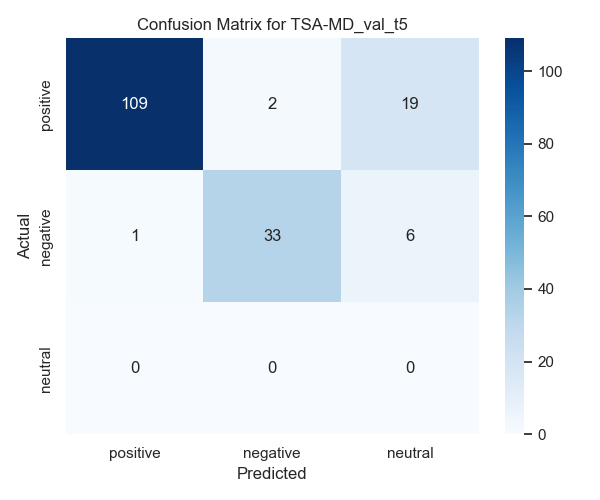 Confusion Matrix for TSA-MD_val_t5
positive
109
2
19
negative
1
33
6
neutral
0
0
0
Actual
positive
negative
neutral
Predicted
100
80
60
40
20
0